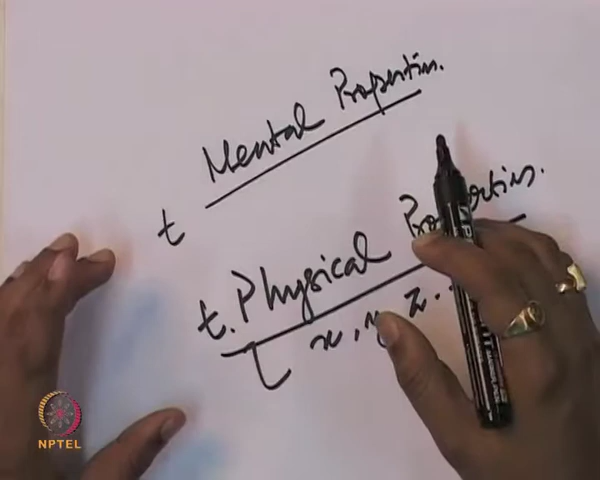 Mental Properties.
t
t. Physical Properties.
x, y, z.
NPTEL